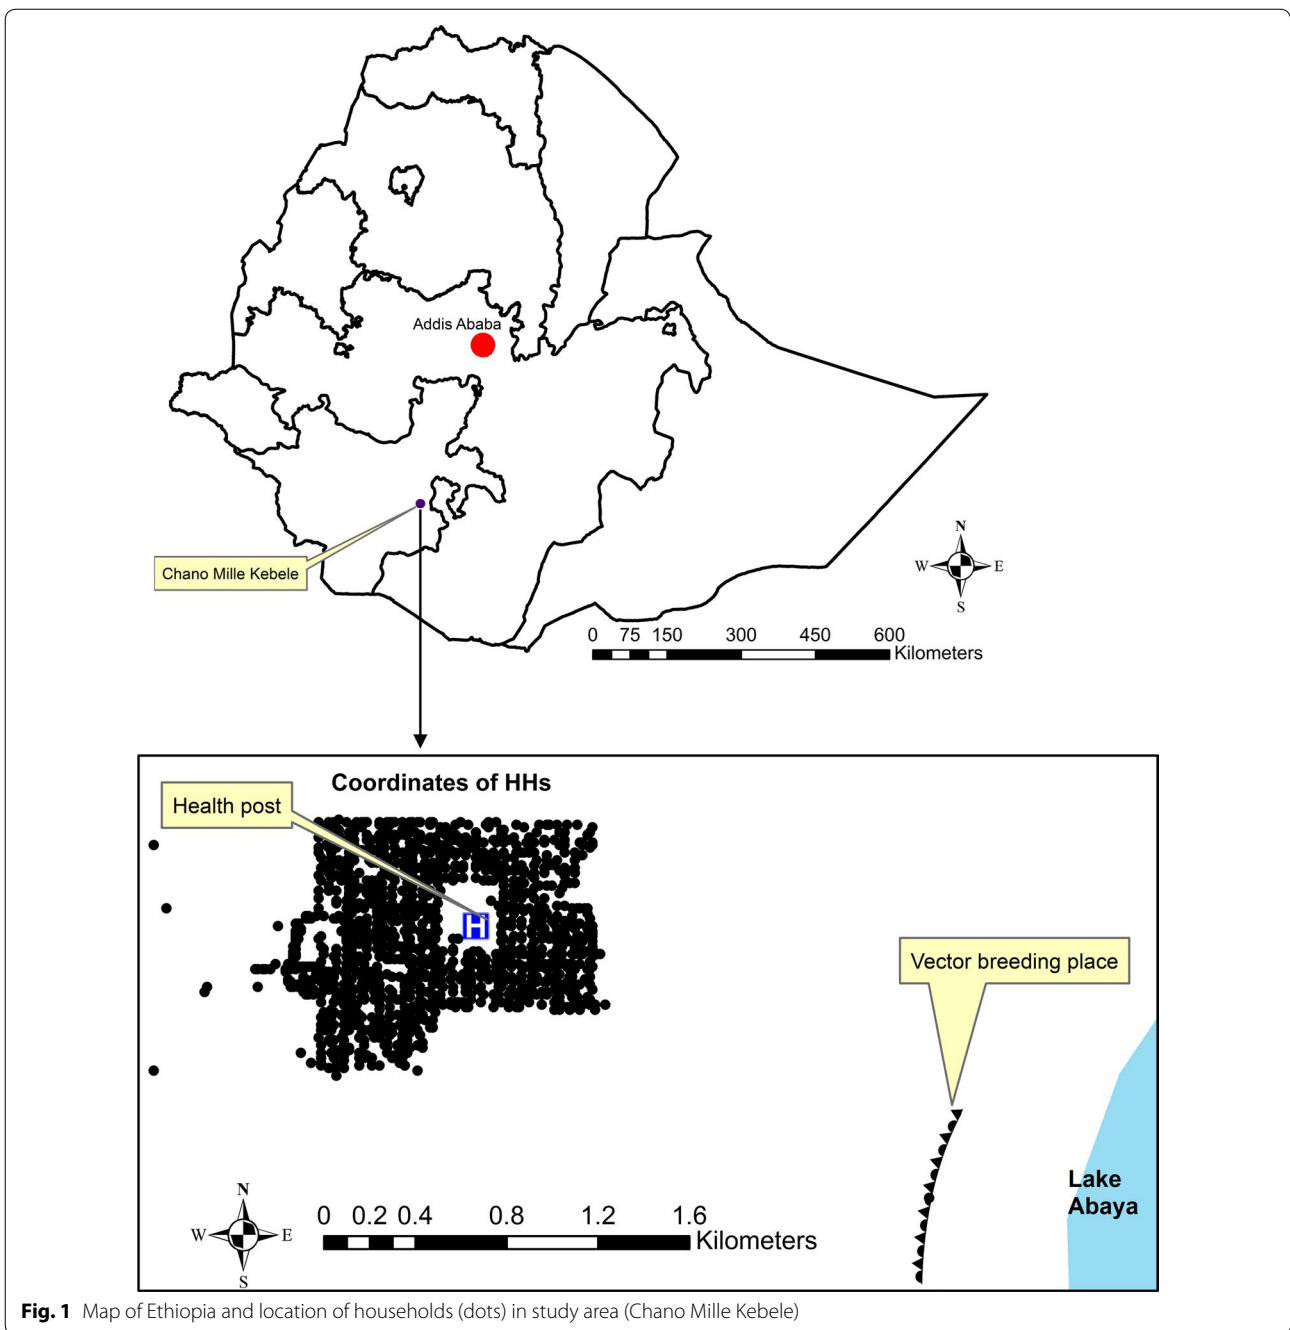 Addis Ababa
Chano Mille Kebele
N
W E
S
0 75 150 300 450 600
Kilometers
Coordinates of HHs
Health post
H
Vector breeding place
Lake
Abaya
N
W E
S
0 0.2 0.4 0.8 1.2 1.6
Kilometers
Fig. 1 Map of Ethiopia and location of households (dots) in study area (Chano Mille Kebele)